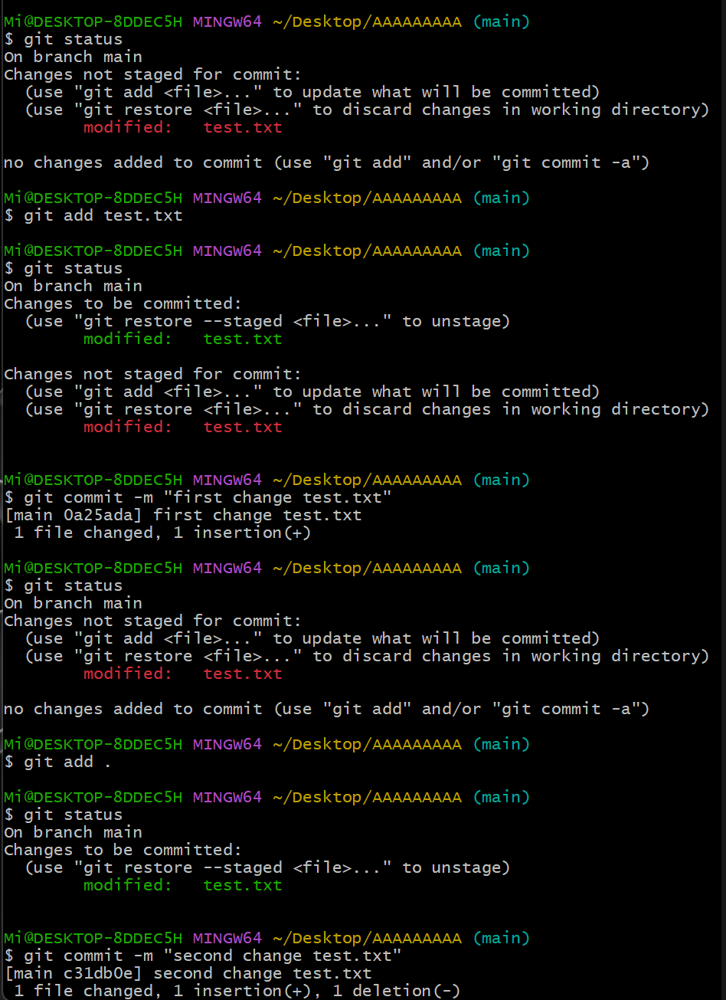 Mi@DESKTOP-8DDEC5H MINGW64 ~/Desktop/AAAAAAAAA (main)
$ git status
On branch main
Changes not staged for commit:
  (use "git add <file>..." to update what will be committed)
  (use "git restore <file>..." to discard changes in working directory)
        modified:   test.txt

no changes added to commit (use "git add" and/or "git commit -a")

Mi@DESKTOP-8DDEC5H MINGW64 ~/Desktop/AAAAAAAAA (main)
$ git add test.txt

Mi@DESKTOP-8DDEC5H MINGW64 ~/Desktop/AAAAAAAAA (main)
$ git status
On branch main
Changes to be committed:
  (use "git restore --staged <file>..." to unstage)
        modified:   test.txt

Changes not staged for commit:
  (use "git add <file>..." to update what will be committed)
  (use "git restore <file>..." to discard changes in working directory)
        modified:   test.txt


Mi@DESKTOP-8DDEC5H MINGW64 ~/Desktop/AAAAAAAAA (main)
$ git commit -m "first change test.txt"
[main 0a25ada] first change test.txt
 1 file changed, 1 insertion(+)

Mi@DESKTOP-8DDEC5H MINGW64 ~/Desktop/AAAAAAAAA (main)
$ git status
On branch main
Changes not staged for commit:
  (use "git add <file>..." to update what will be committed)
  (use "git restore <file>..." to discard changes in working directory)
        modified:   test.txt

no changes added to commit (use "git add" and/or "git commit -a")

Mi@DESKTOP-8DDEC5H MINGW64 ~/Desktop/AAAAAAAAA (main)
$ git add .

Mi@DESKTOP-8DDEC5H MINGW64 ~/Desktop/AAAAAAAAA (main)
$ git status
On branch main
Changes to be committed:
  (use "git restore --staged <file>..." to unstage)
        modified:   test.txt


Mi@DESKTOP-8DDEC5H MINGW64 ~/Desktop/AAAAAAAAA (main)
$ git commit -m "second change test.txt"
[main c31db0e] second change test.txt
 1 file changed, 1 insertion(+), 1 deletion(-)